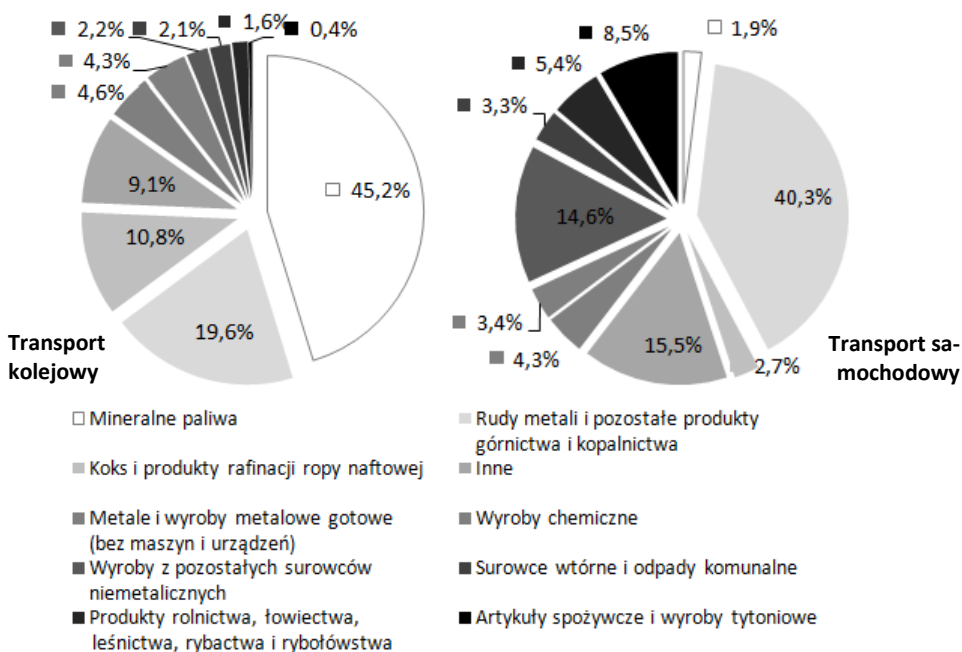 2,2%
2,1%
1,6%
0,4%
4,3%
4,6%
45,2%
9,1%
10,8%
19,6%
Transport
kolejowy
8,5%
1,9%
5,4%
3,3%
40,3%
14,6%
3,4%
4,3%
15,5%
2,7%
Transport sa-
mochodowy
Mineralne paliwa
Rudy metali i pozostałe produkty
górnictwa i kopalnictwa
Koks i produkty rafinacji ropy naftowej
Inne
Metale i wyroby metalowe gotowe
(bez maszyn i urządzeń)
Wyroby chemiczne
Wyroby z pozostałych surowców
niemetalicznych
Surowce wtórne i odpady komunalne
Produkty rolnictwa, łowiectwa,
leśnictwa, rybactwa i rybołówstwa
Artykuły spożywcze i wyroby tytoniowe